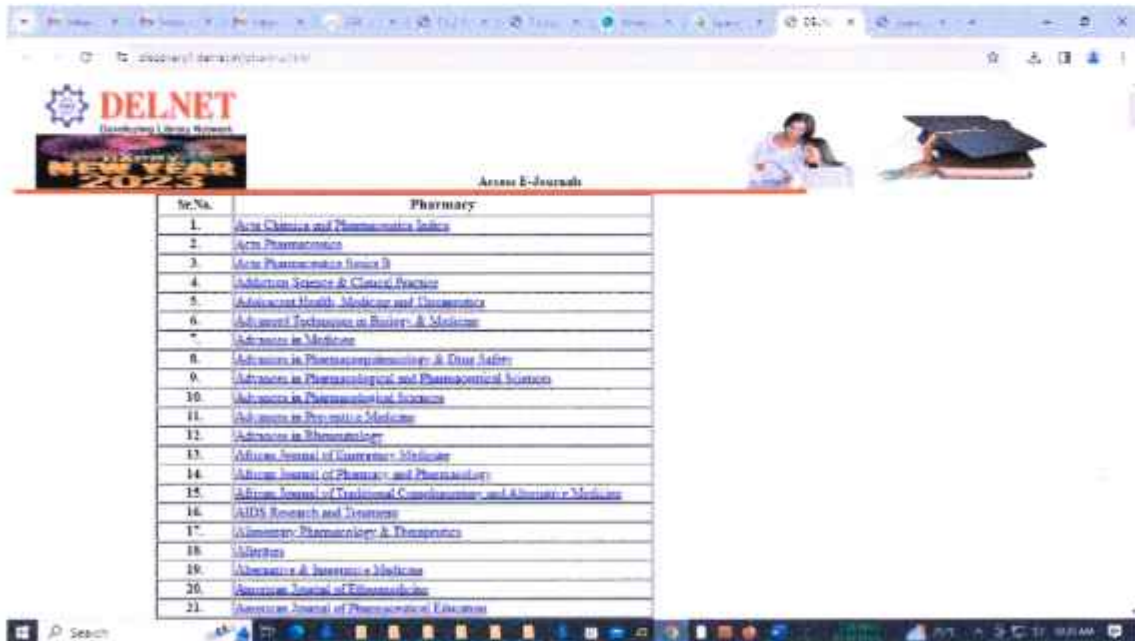 DELNET
Developing Library Network
HAPPY
NEW YEAR
2023
Access E-Journals
Sr.No. Pharmacy
1. Acta Chimica and Pharmaceutica Indica
2. Acta Pharmaceutica
3. Acta Pharmaceutica Sinica B
4. Addiction Science & Clinical Practice
5. Adolescent Health, Medicine and Therapeutics
6. Advanced Techniques in Biology & Medicine
7. Advances in Medicine
8. Advances in Pharmacoepidemiology & Drug Safety
9. Advances in Pharmacological and Pharmaceutical Sciences
10. Advances in Pharmacological Sciences
11. Advances in Preventive Medicine
12. Advances in Rheumatology
13. African Journal of Emergency Medicine
14. African Journal of Pharmacy and Pharmacology
15. African Journal of Traditional Complementary and Alternative Medicine
16. AIDS Research and Treatment
17. Alimentary Pharmacology & Therapeutics
18.
19. Alternative & Integrative Medicine
20. American Journal of Ethnomedicine
21. American Journal of Pharmaceutical Education
Search